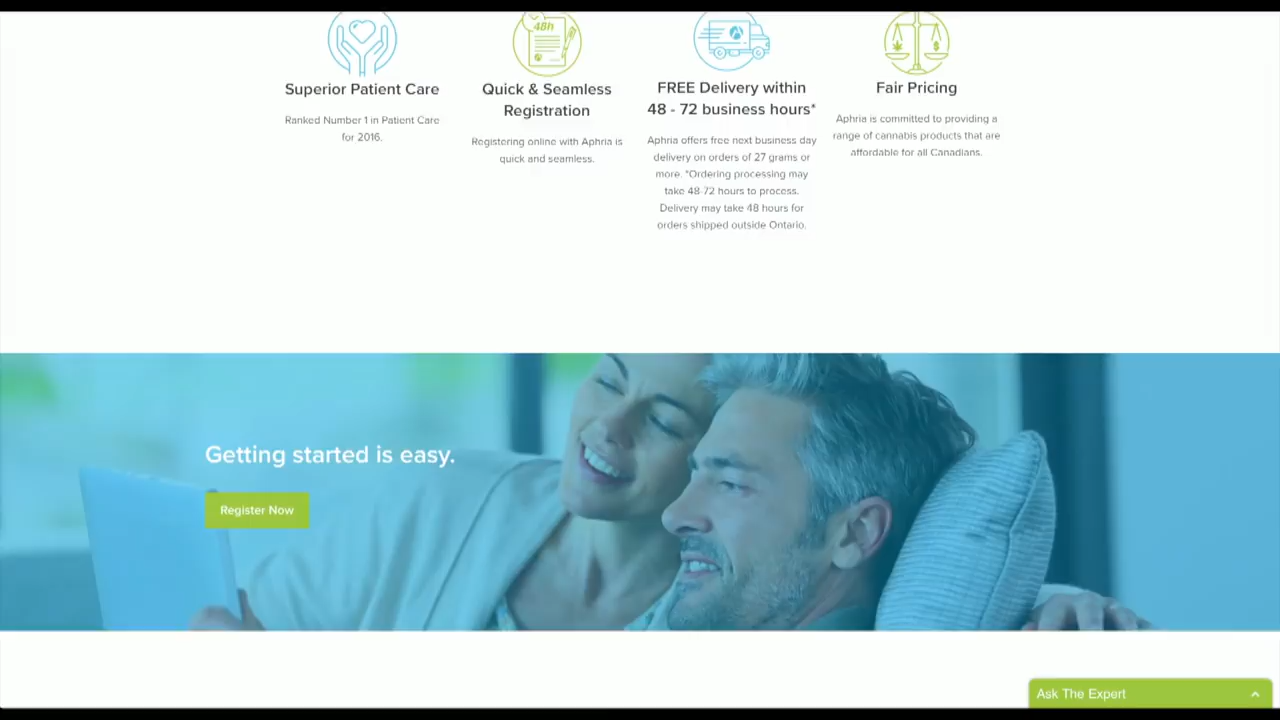 48h
Superior Patient Care
Ranked Number 1 in Patient Care
for 2016.
Quick & Seamless
Registration
Registering online with Aphria is
quick and seamless.
FREE Delivery within
48 - 72 business hours*
Aphria offers free next business day
delivery on orders of 27 grams or
more. *Ordering processing may
take 48-72 hours to process.
Delivery may take 48 hours for
orders shipped outside Ontario.
$
Fair Pricing
Aphria is committed to providing a
range of cannabis products that are
affordable for all Canadians.
Getting started is easy.
Register Now
Ask The Expert